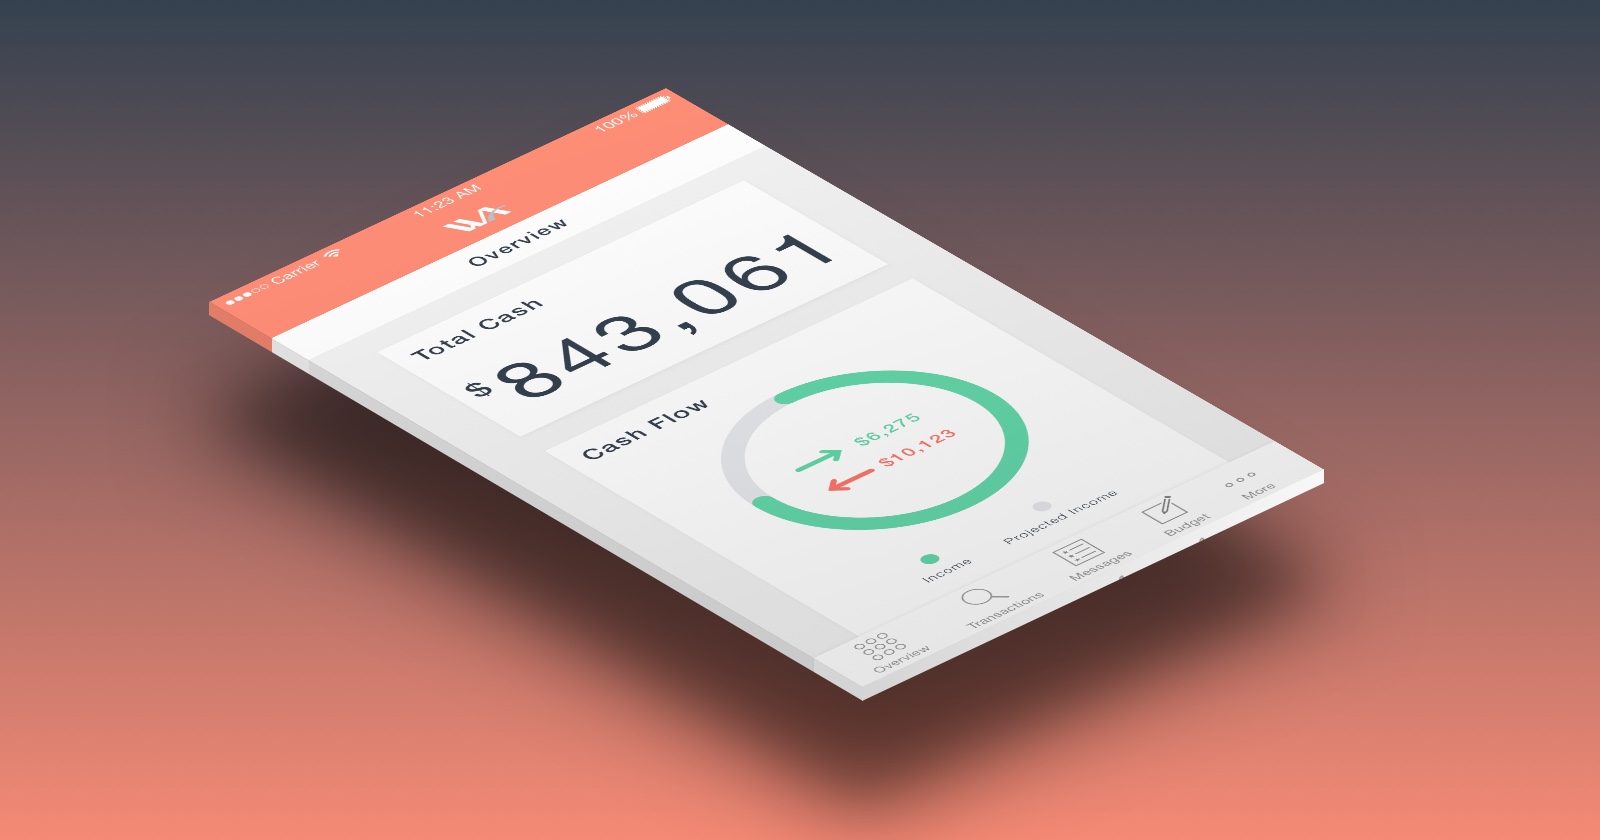 Carrier 11:23 AM 100%
WA
Overview
Total Cash
$843,061
Cash Flow
$6,275
$10,123
Income
Projected Income
Overview
Transactions
Messages
Budget
More